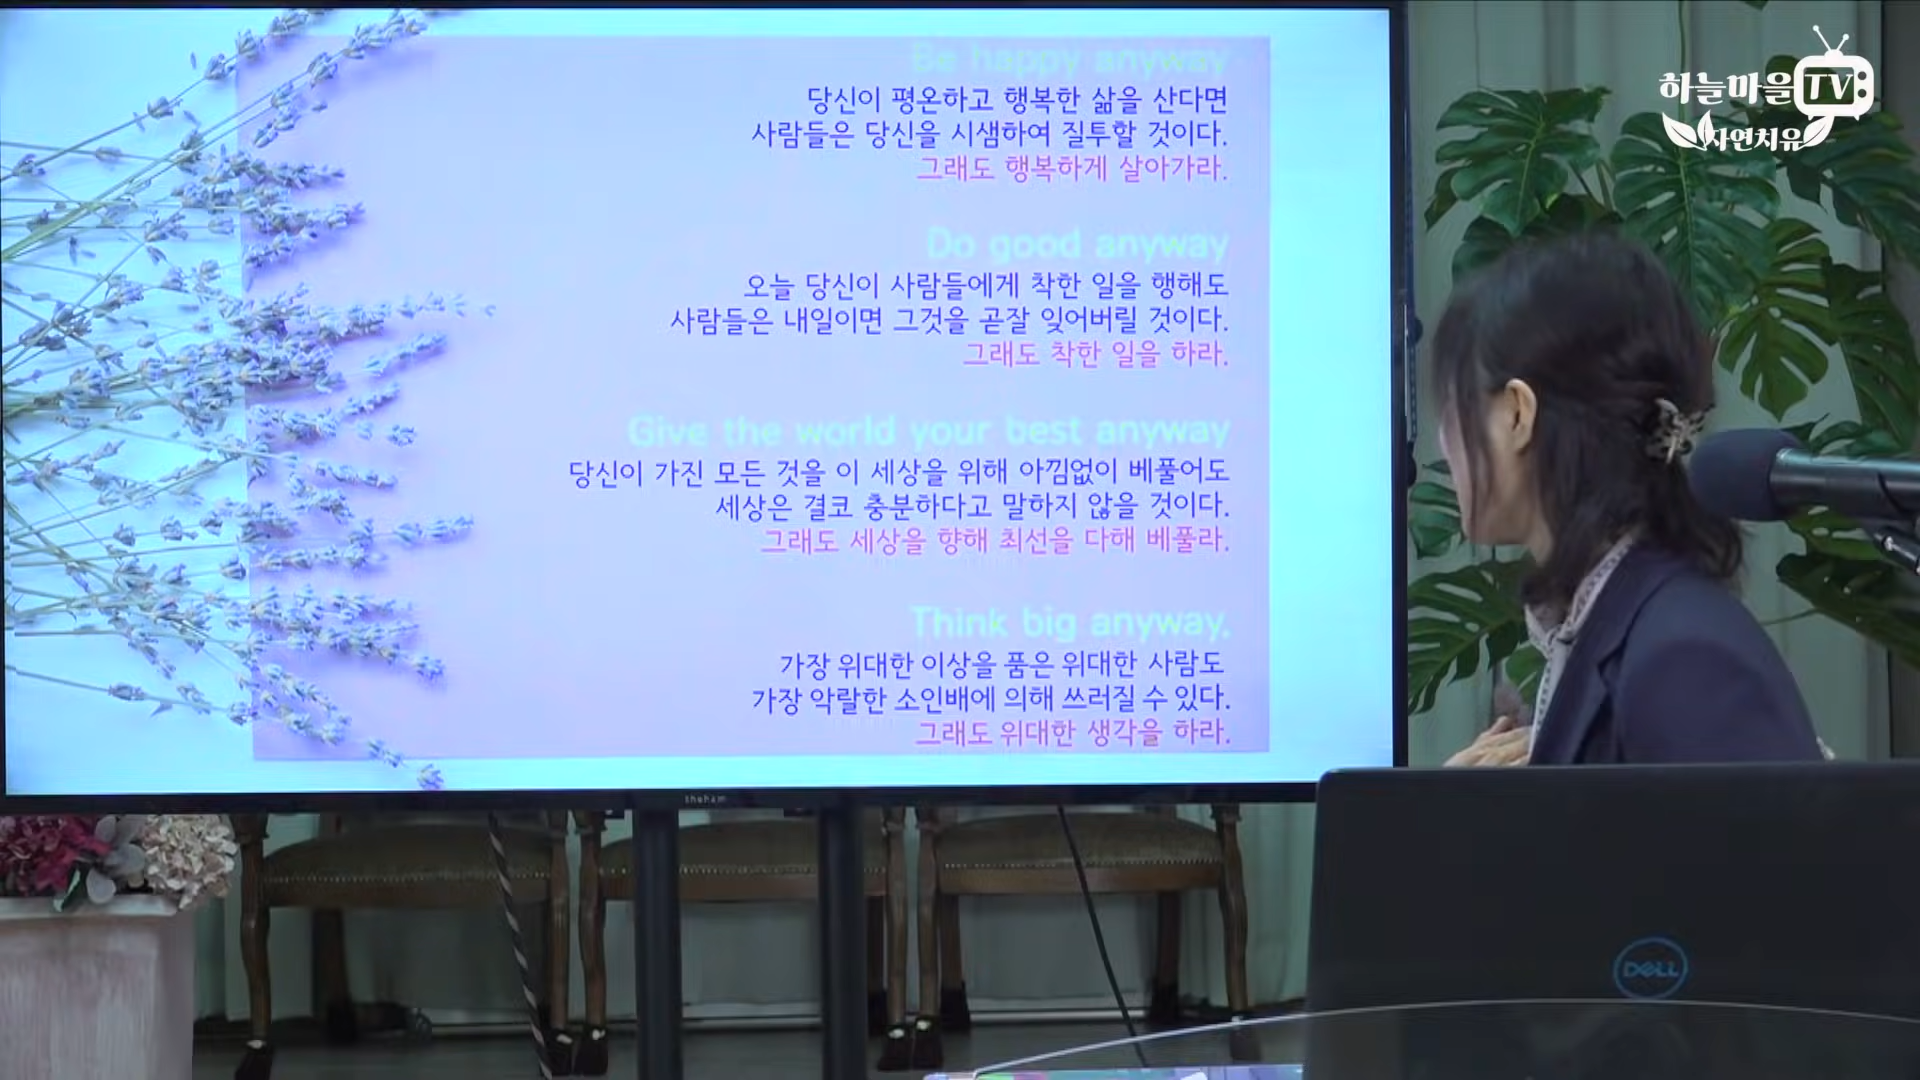 Be happy anyway
당신이 평온하고 행복한 삶을 산다면
사람들은 당신을 시샘하여 질투할 것이다.
그래도 행복하게 살아가라.
Do good anyway
오늘 당신이 사람들에게 착한 일을 행해도
사람들은 내일이면 그것을 곧잘 잊어버릴 것이다.
그래도 착한 일을 하라.
Give the world your best anyway
당신이 가진 모든 것을 이 세상을 위해 아낌없이 베풀어도
세상은 결코 충분하다고 말하지 않을 것이다.
그래도 세상을 향해 최선을 다해 베풀라.
Think big anyway.
가장 위대한 이상을 품은 위대한 사람도
가장 악랄한 소인배에 의해 쓰러질 수 있다.
그래도 위대한 생각을 하라.
하늘마을 TV
자연치유
theham
DELL